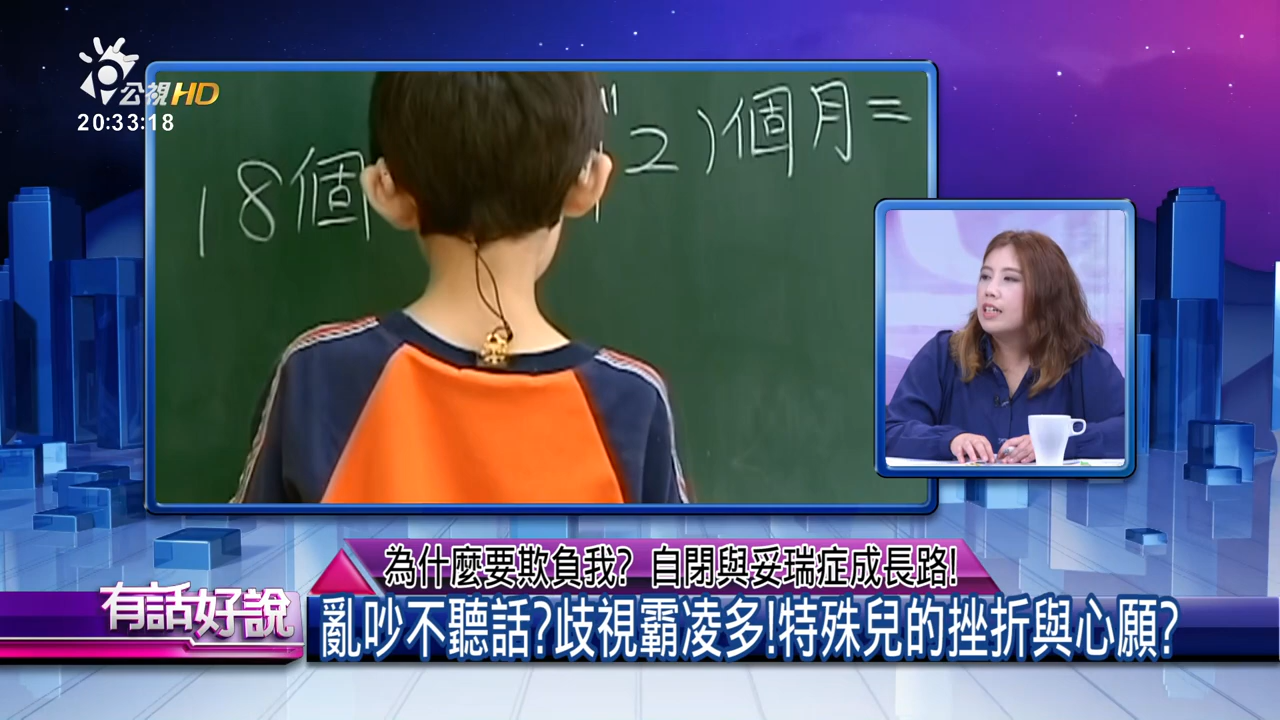 公視HD
20:33:18
18個
2)個月=
為什麼要欺負我? 自閉與妥瑞症成長路!
有話好說
亂吵不聽話?歧視霸凌多!特殊兒的挫折與心願?